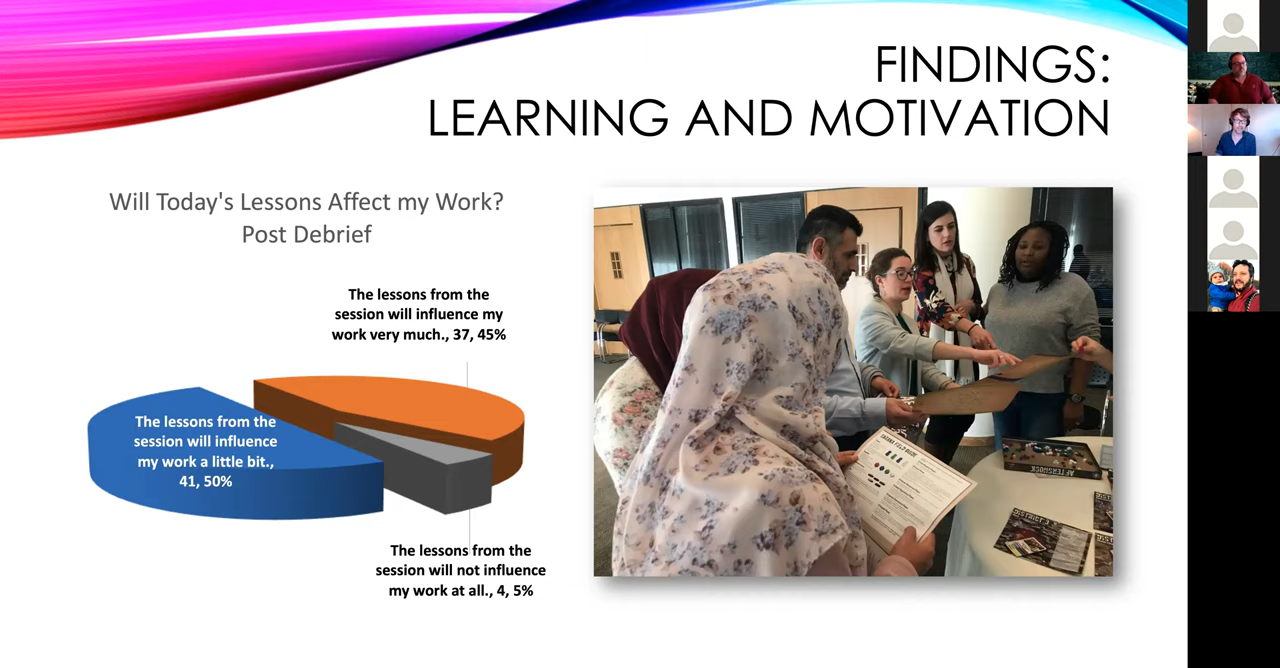 FINDINGS:
LEARNING AND MOTIVATION
Will Today's Lessons Affect my Work?
Post Debrief
The lessons from the
session will influence my
work very much., 37, 45%
The lessons from the
session will influence
my work a little bit.,
41, 50%
The lessons from the
session will not influence
my work at all., 4, 5%
AFTERSHOCK